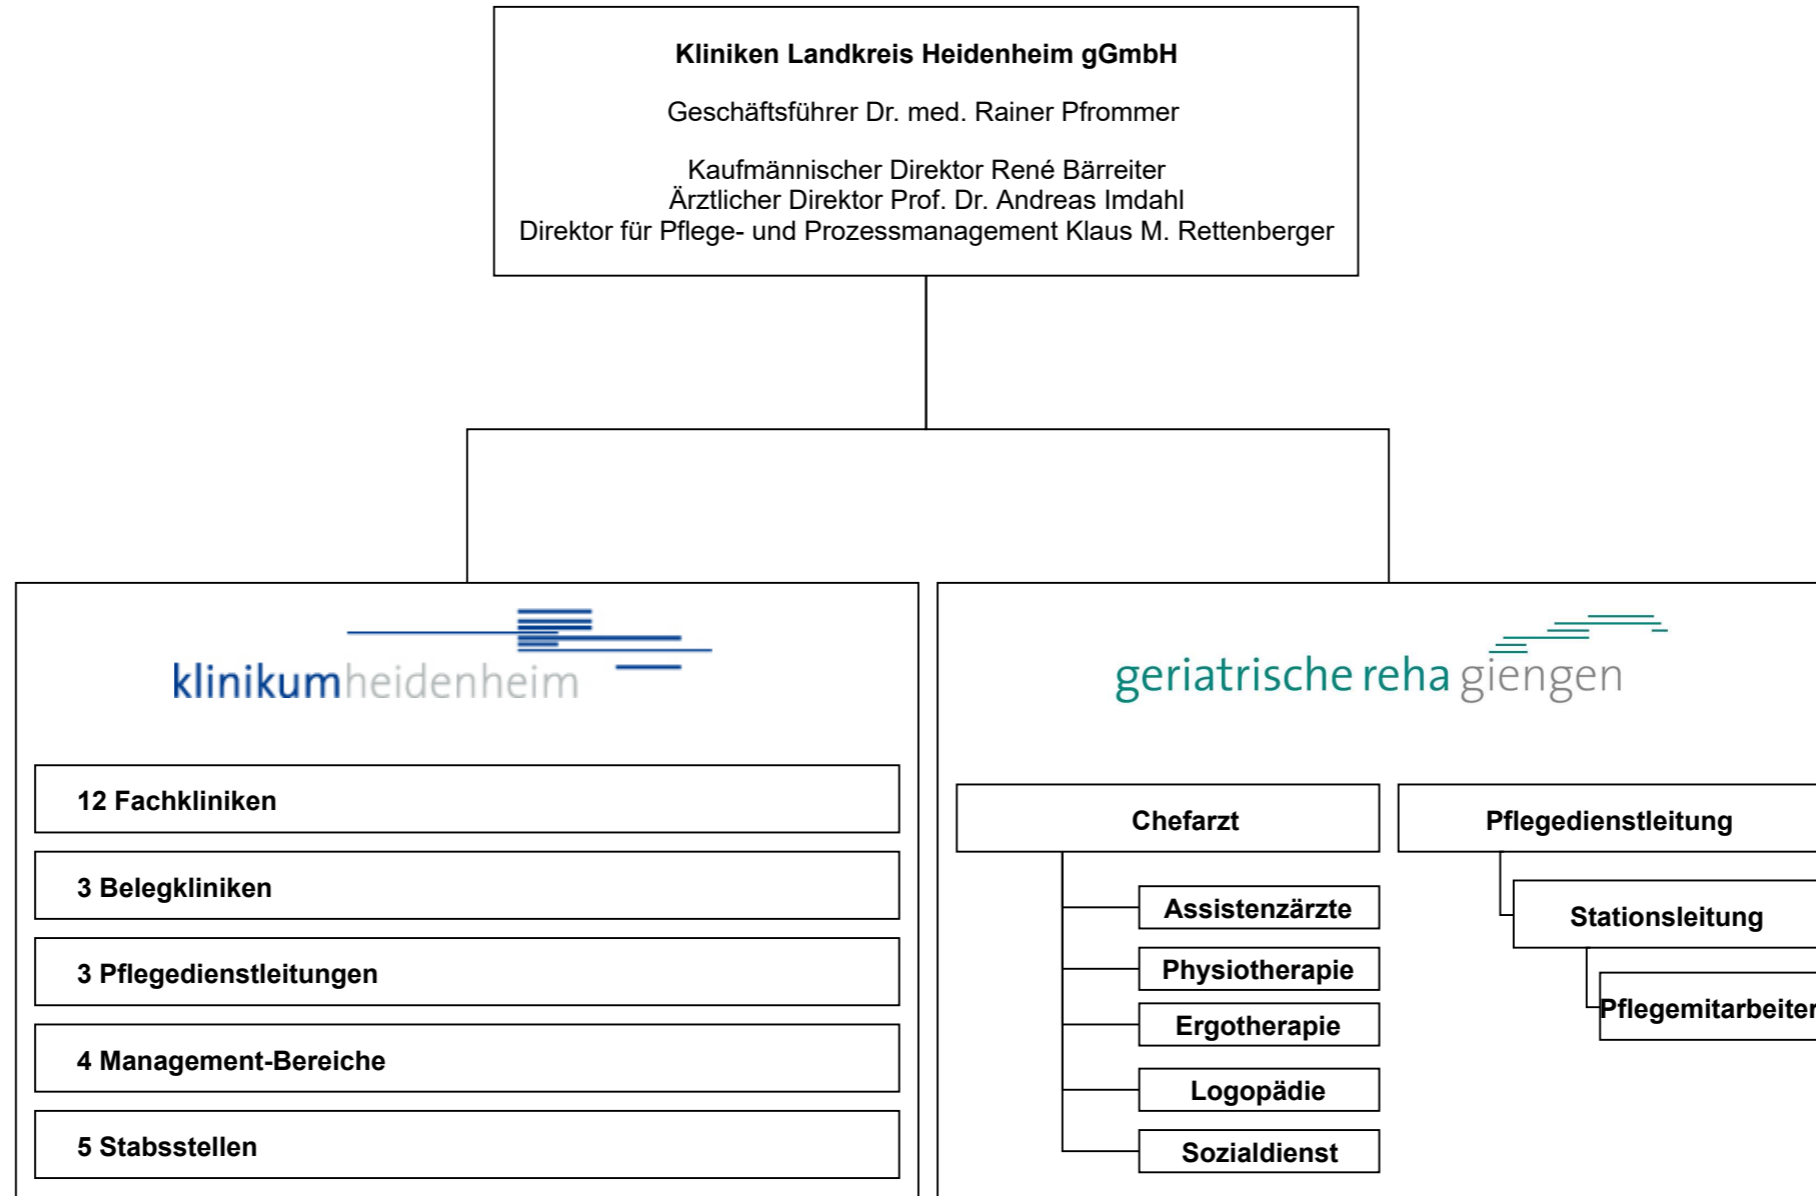 Kliniken Landkreis Heidenheim gGmbH
Geschäftsführer Dr. med. Rainer Pfrommer
Kaufmännischer Direktor René Bärreiter
Ärztlicher Direktor Prof. Dr. Andreas Imdahl
Direktor für Pflege- und Prozessmanagement Klaus M. Rettenberger
klinikumheidenheim
12 Fachkliniken
3 Belegkliniken
3 Pflegedienstleitungen
4 Management-Bereiche
5 Stabsstellen
geriatrische reha giengen
Chefarzt
Assistenzärzte
Physiotherapie
Ergotherapie
Logopädie
Sozialdienst
Pflegedienstleitung
Stationsleitung
Pflegemitarbeiter